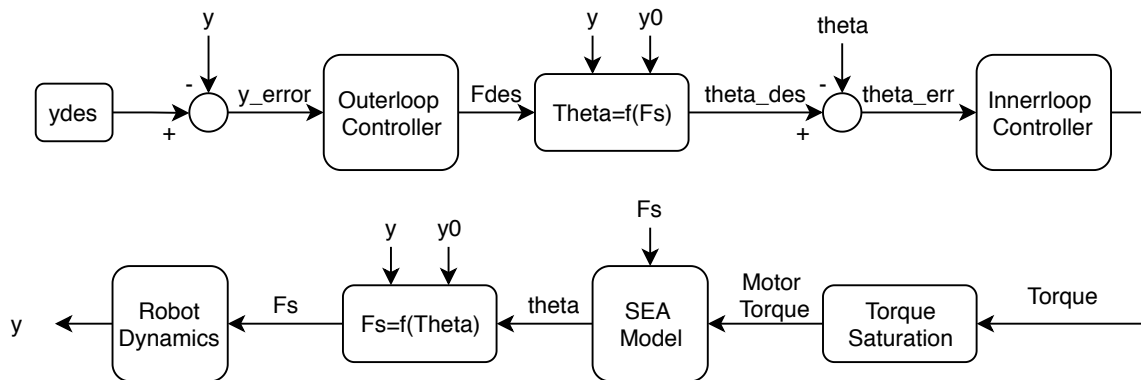 y
y0
y
theta
-
-
ydes
+
y_error
Outerloop
Controller
Fdes
Theta=f(Fs)
theta_des
+
theta_err
Innerrloop
Controller
y
y0
Fs
y
Robot
Dynamics
Fs
Fs=f(Theta)
theta
SEA
Model
Motor
Torque
Torque
Saturation
Torque